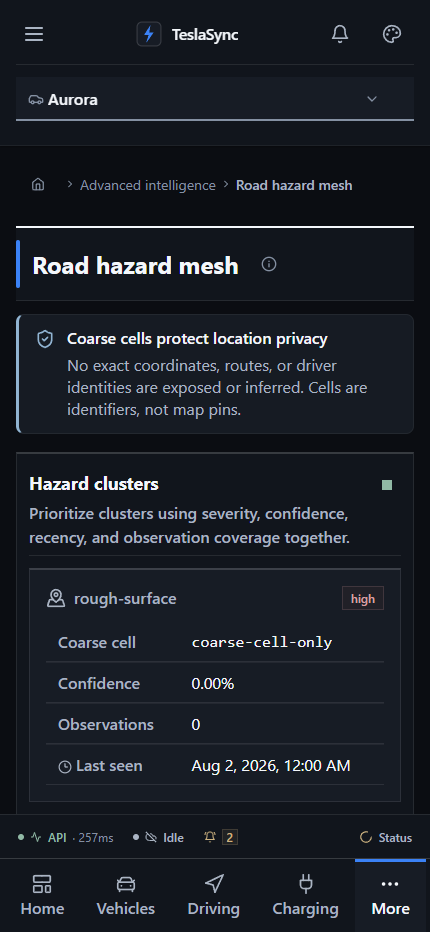 TeslaSync
Aurora
Advanced intelligence
Road hazard mesh
Road hazard mesh
Coarse cells protect location privacy
No exact coordinates, routes, or driver
identities are exposed or inferred. Cells are
identifiers, not map pins.
Hazard clusters
Prioritize clusters using severity, confidence,
recency, and observation coverage together.
rough-surface high
Coarse cell coarse-cell-only
Confidence 0.00%
Observations 0
Last seen Aug 2, 2026, 12:00 AM
API · 257ms Idle 2 Status
Home Vehicles Driving Charging More